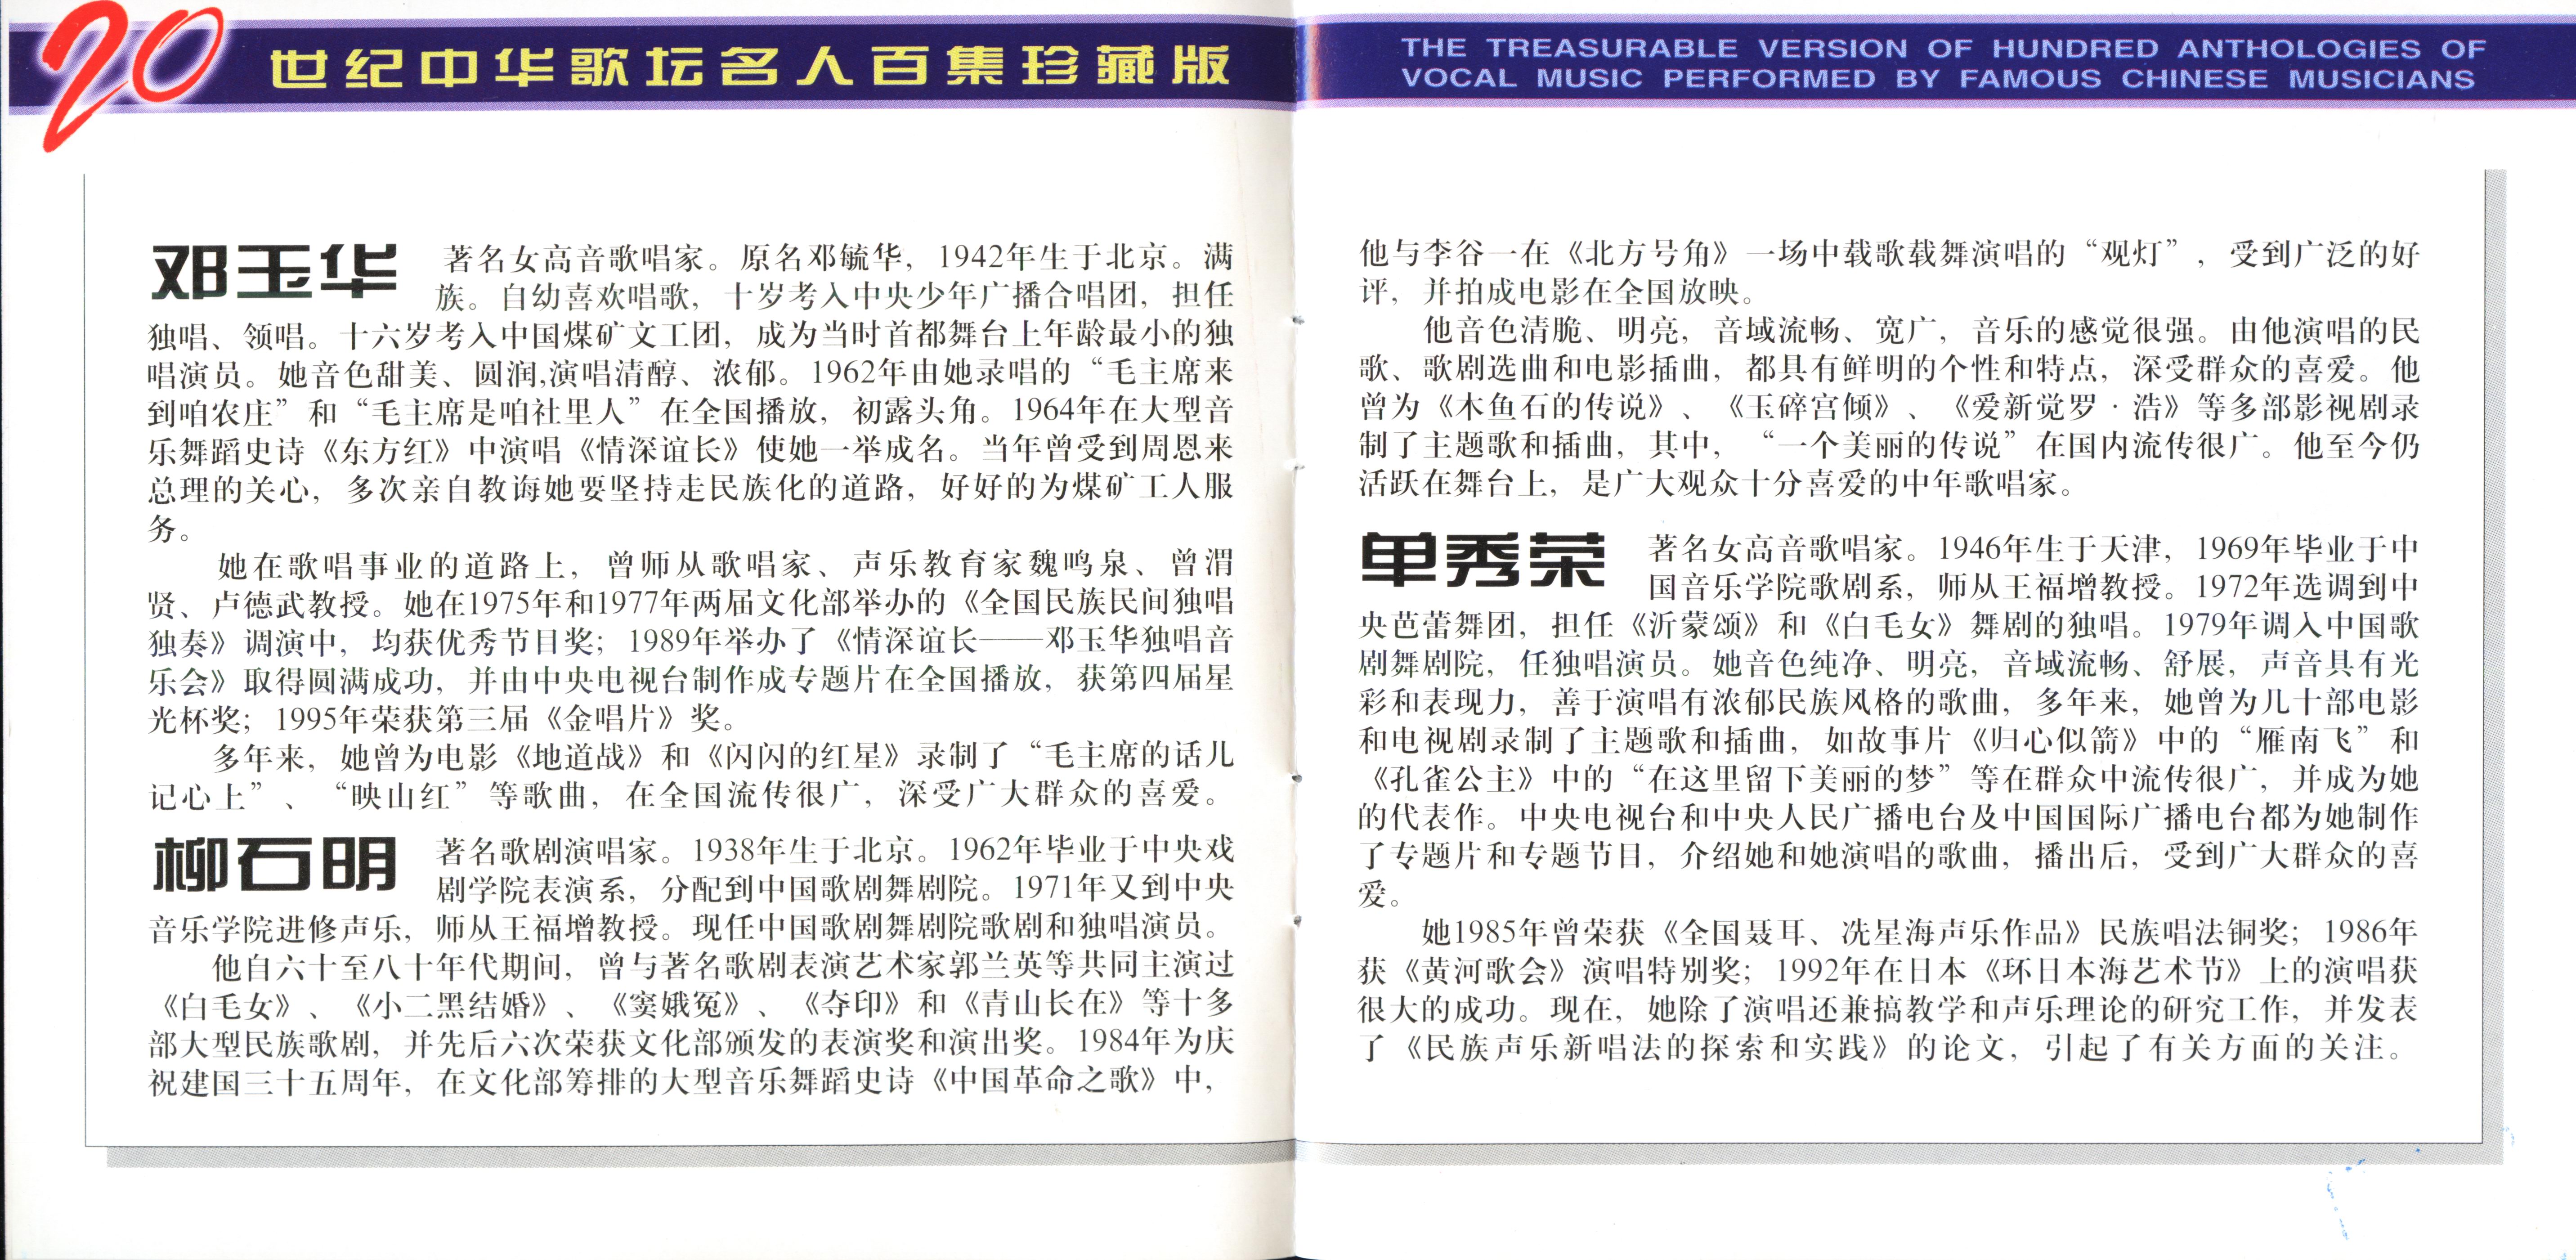 20世纪中华歌坛名人百集珍藏版
邓玉华 著名女高音歌唱家。原名邓毓华，1942年生于北京。满
族。自幼喜欢唱歌，十岁考入中央少年广播合唱团，担任
独唱、领唱。十六岁考入中国煤矿文工团，成为当时首都舞台上年龄最小的独
唱演员。她音色甜美、圆润,演唱清醇、浓郁。1962年由她录唱的“毛主席来
到咱农庄”和“毛主席是咱社里人”在全国播放，初露头角。1964年在大型音
乐舞蹈史诗《东方红》中演唱《情深谊长》使她一举成名。当年曾受到周恩来
总理的关心，多次亲自教诲她要坚持走民族化的道路，好好的为煤矿工人服
务。
她在歌唱事业的道路上，曾师从歌唱家、声乐教育家魏鸣泉、曾渭
贤、卢德武教授。她在1975年和1977年两届文化部举办的《全国民族民间独唱
独奏》调演中，均获优秀节目奖；1989年举办了《情深谊长——邓玉华独唱音
乐会》取得圆满成功，并由中央电视台制作成专题片在全国播放，获第四届星
光杯奖；1995年荣获第三届《金唱片》奖。
多年来，她曾为电影《地道战》和《闪闪的红星》录制了“毛主席的话儿
记心上”、“映山红”等歌曲，在全国流传很广，深受广大群众的喜爱。
柳石明 著名歌剧演唱家。1938年生于北京。1962年毕业于中央戏
剧学院表演系，分配到中国歌剧舞剧院。1971年又到中央
音乐学院进修声乐，师从王福增教授。现任中国歌剧舞剧院歌剧和独唱演员。
他自六十至八十年代期间，曾与著名歌剧表演艺术家郭兰英等共同主演过
《白毛女》、《小二黑结婚》、《窦娥冤》、《夺印》和《青山长在》等十多
部大型民族歌剧，并先后六次荣获文化部颁发的表演奖和演出奖。1984年为庆
祝建国三十五周年，在文化部筹排的大型音乐舞蹈史诗《中国革命之歌》中，
THE TREASURABLE VERSION OF HUNDRED ANTHOLOGIES OF
VOCAL MUSIC PERFORMED BY FAMOUS CHINESE MUSICIANS
他与李谷一在《北方号角》一场中载歌载舞演唱的“观灯”，受到广泛的好
评，并拍成电影在全国放映。
他音色清脆、明亮，音域流畅、宽广，音乐的感觉很强。由他演唱的民
歌、歌剧选曲和电影插曲，都具有鲜明的个性和特点，深受群众的喜爱。他
曾为《木鱼石的传说》、《玉碎宫倾》、《爱新觉罗·浩》等多部影视剧录
制了主题歌和插曲，其中，“一个美丽的传说”在国内流传很广。他至今仍
活跃在舞台上，是广大观众十分喜爱的中年歌唱家。
单秀荣 著名女高音歌唱家。1946年生于天津，1969年毕业于中
国音乐学院歌剧系，师从王福增教授。1972年选调到中
央芭蕾舞团，担任《沂蒙颂》和《白毛女》舞剧的独唱。1979年调入中国歌
剧舞剧院，任独唱演员。她音色纯净、明亮，音域流畅、舒展，声音具有光
彩和表现力，善于演唱有浓郁民族风格的歌曲，多年来，她曾为几十部电影
和电视剧录制了主题歌和插曲，如故事片《归心似箭》中的“雁南飞”和
《孔雀公主》中的“在这里留下美丽的梦”等在群众中流传很广，并成为她
的代表作。中央电视台和中央人民广播电台及中国国际广播电台都为她制作
了专题片和专题节目，介绍她和她演唱的歌曲，播出后，受到广大群众的喜
爱。
她1985年曾荣获《全国聂耳、冼星海声乐作品》民族唱法铜奖；1986年
获《黄河歌会》演唱特别奖；1992年在日本《环日本海艺术节》上的演唱获
很大的成功。现在，她除了演唱还兼搞教学和声乐理论的研究工作，并发表
了《民族声乐新唱法的探索和实践》的论文，引起了有关方面的关注。